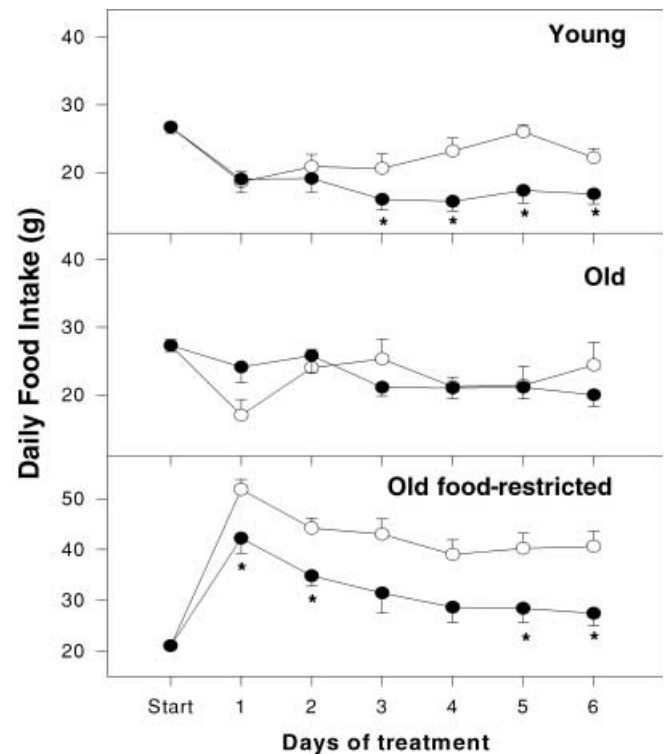 Daily Food Intake (g)
Young
40
30
20
* * * *
Old
40
30
20
Old food-restricted
50
40
30
20
* * * *
Start 1 2 3 4 5 6
Days of treatment